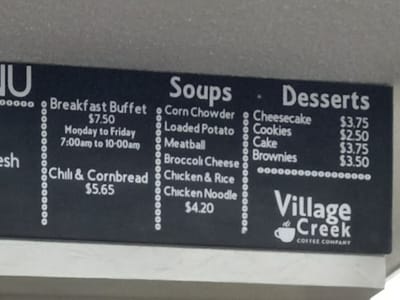 NU
esh
Breakfast Buffet
$7.50
Monday to Friday
7:00am to 10:00am
Chili & Cornbread
$5.65
Soups
Corn Chowder
Loaded Potato
Meatball
Broccoli Cheese
Chicken & Rice
Chicken Noodle
$4.20
Desserts
Cheesecake $3.75
Cookies $2.50
Cake $3.75
Brownies $3.50
Village
Creek
COFFEE COMPANY